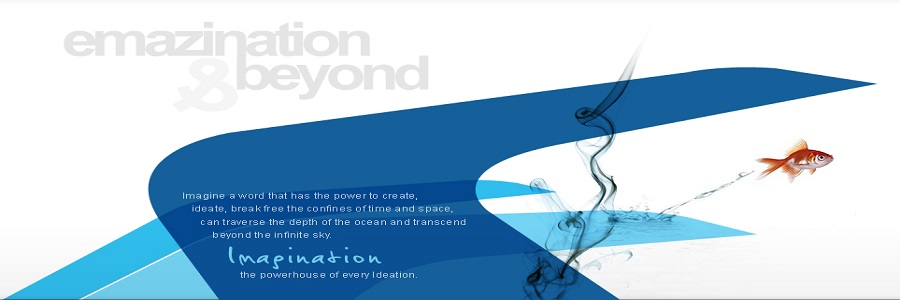 emazination
& beyond
Imagine a word that has the power to create,
ideate, break free the confines of time and space,
can traverse the depth of the ocean and transcend
beyond the infinite sky.
Imagination
the powerhouse of every Ideation.